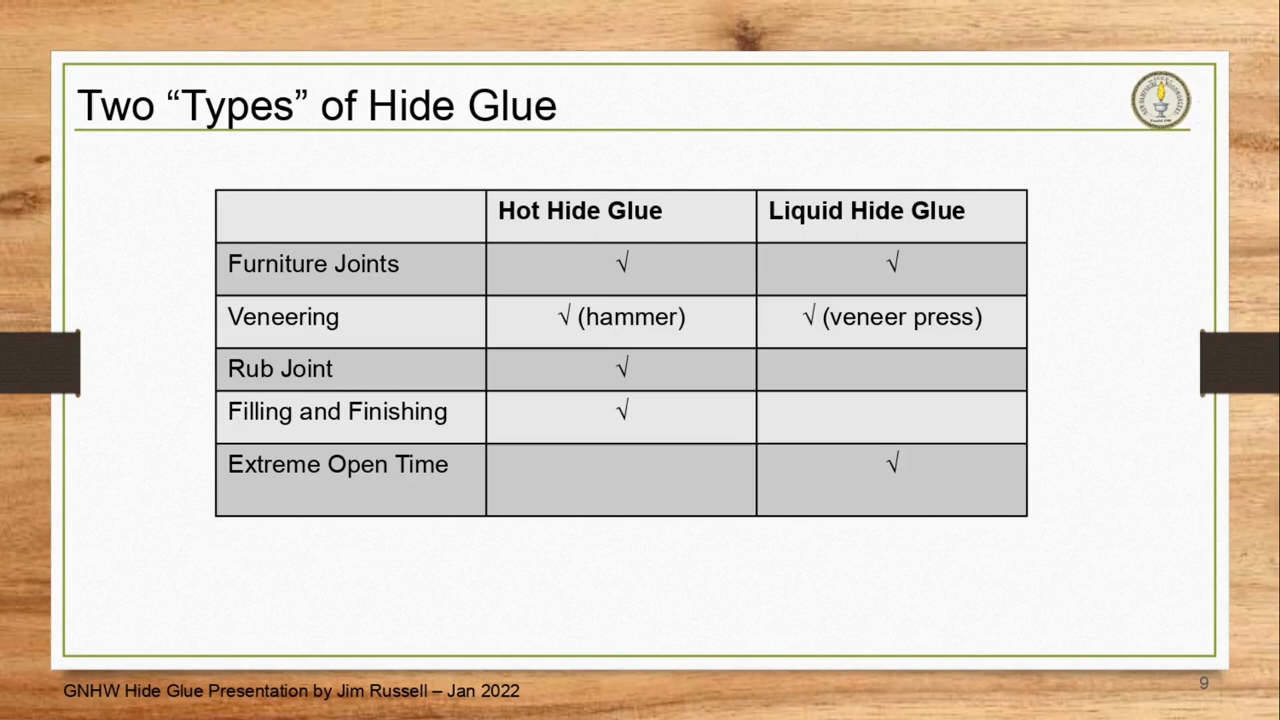 Two “Types” of Hide Glue
Hot Hide Glue Liquid Hide Glue
Furniture Joints √ √
Veneering √ (hammer) √ (veneer press)
Rub Joint √
Filling and Finishing √
Extreme Open Time √
GNHW Hide Glue Presentation by Jim Russell – Jan 2022
9